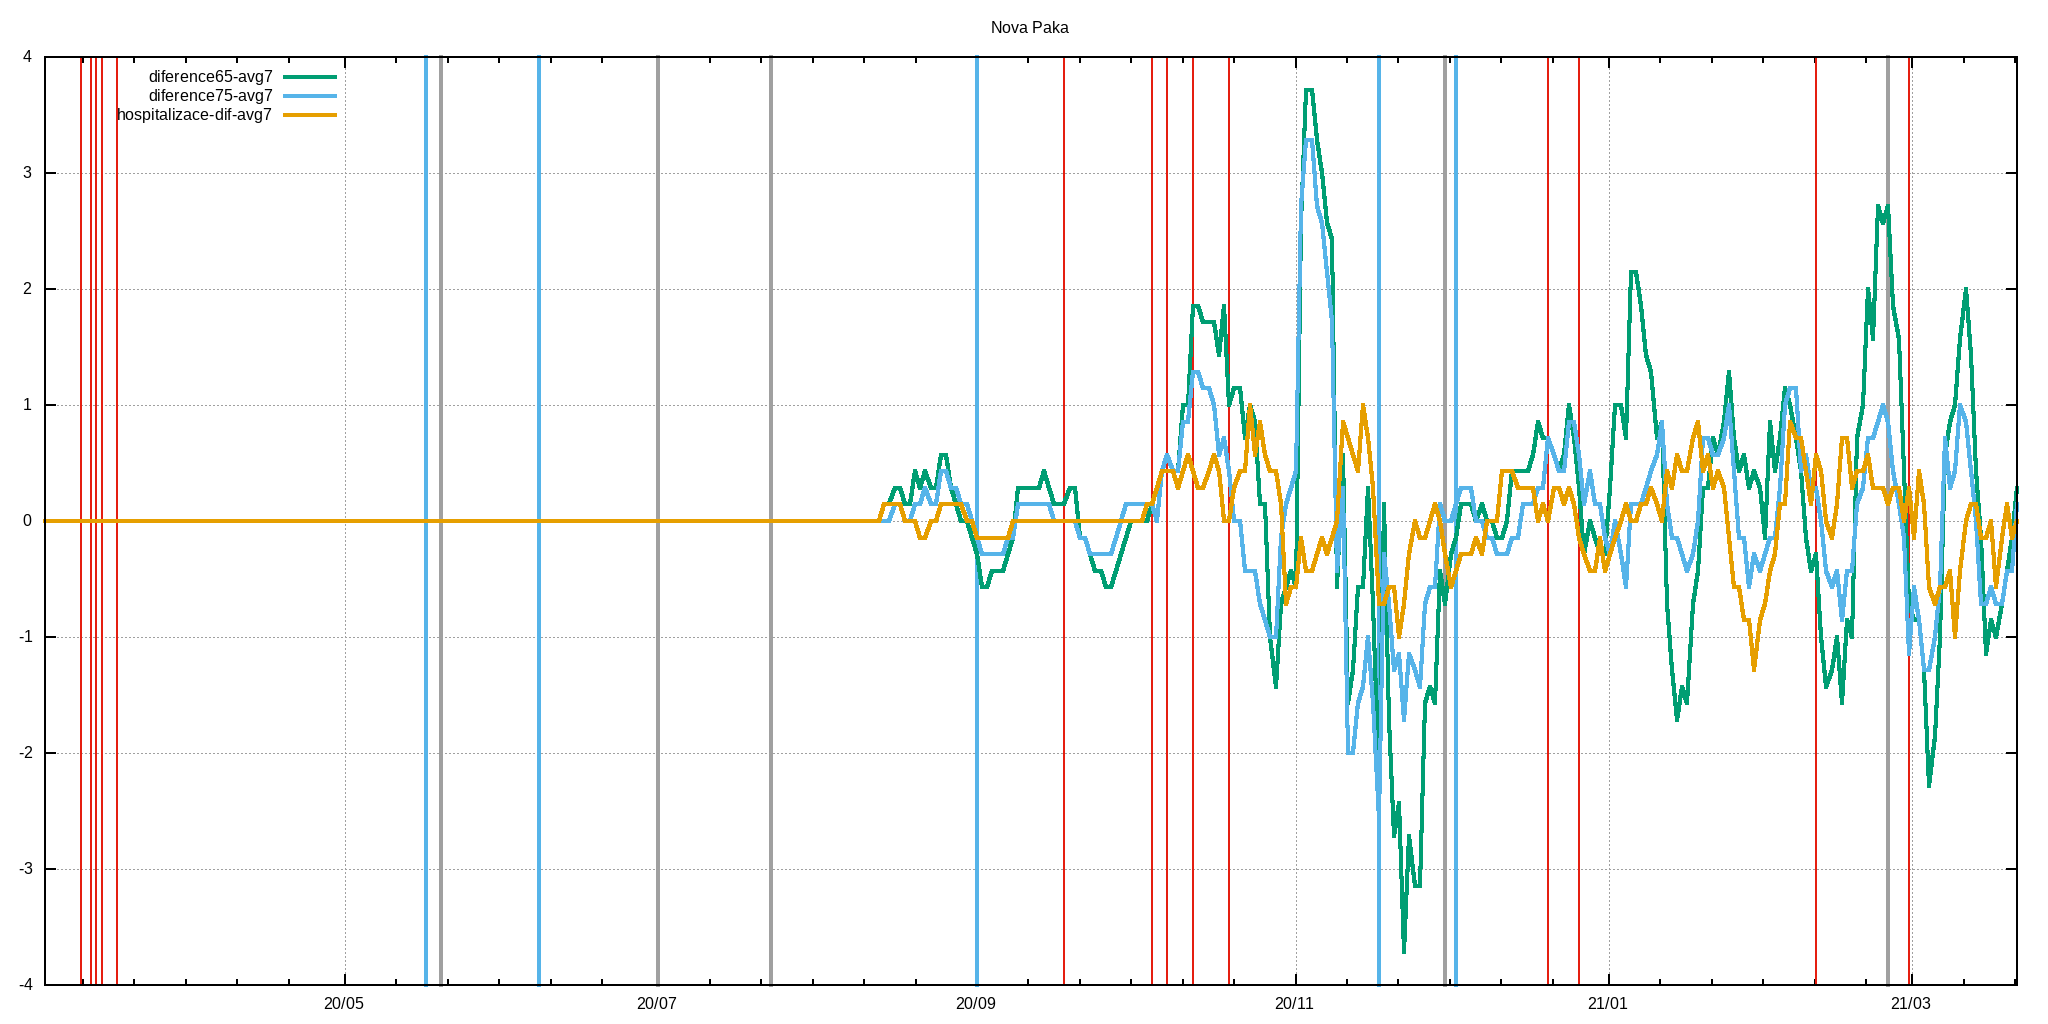 Nova Paka
4
diference65-avg7
diference75-avg7
hospitalizace-dif-avg7
3
2
1
0
-1
-2
-3
-4
20/05 20/07 20/09 20/11 21/01 21/03